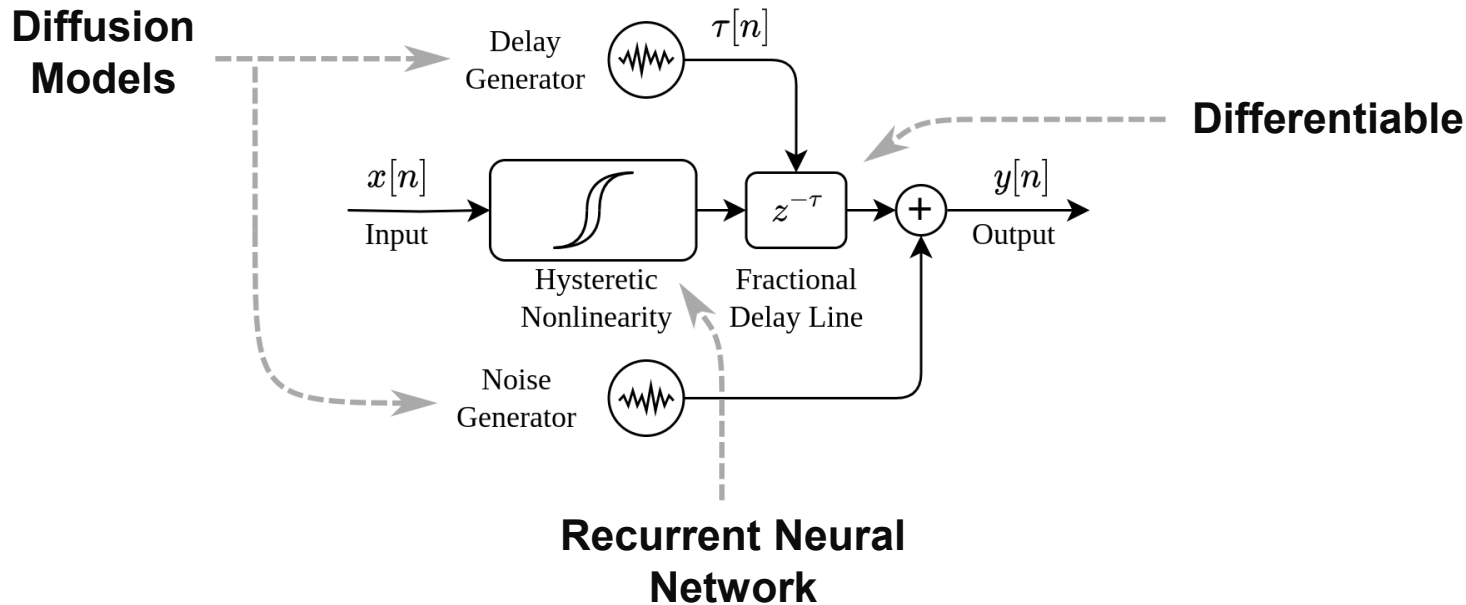 Diffusion
Models
Delay
Generator
τ[n]
Differentiable
x[n]
Input
z^{-τ}
+
y[n]
Output
Hysteretic
Nonlinearity
Fractional
Delay Line
Noise
Generator
Recurrent Neural
Network